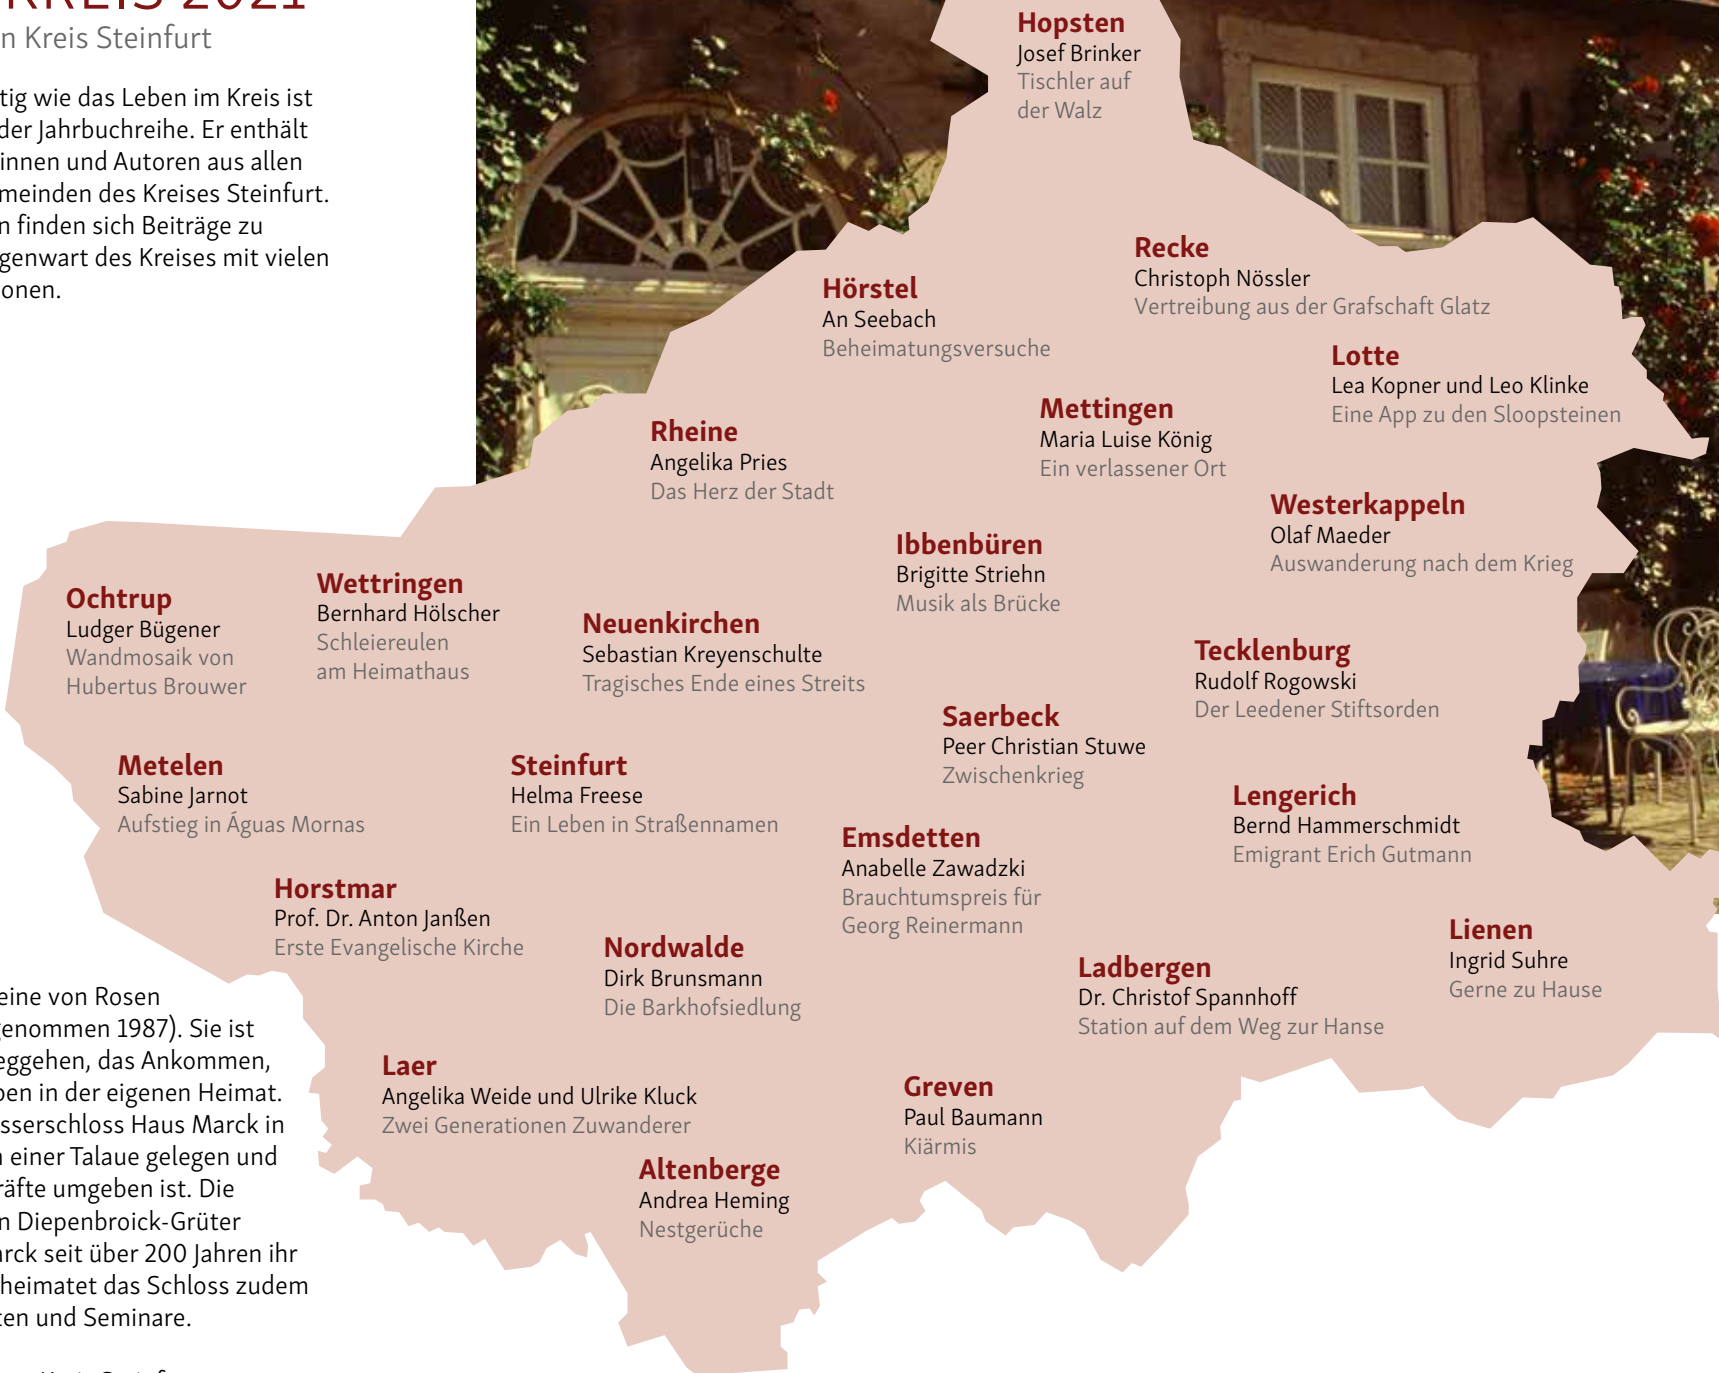 KREIS 2021
n Kreis Steinfurt
tig wie das Leben im Kreis ist
der Jahrbuchreihe. Er enthält
innen und Autoren aus allen
meinden des Kreises Steinfurt.
n finden sich Beiträge zu
genwart des Kreises mit vielen
onen.
Hopsten
Josef Brinker
Tischler auf
der Walz
Recke
Christoph Nössler
Vertreibung aus der Grafschaft Glatz
Hörstel
An Seebach
Beheimatungsversuche
Lotte
Lea Kopner und Leo Klinke
Eine App zu den Sloopsteinen
Mettingen
Maria Luise König
Ein verlassener Ort
Rheine
Angelika Pries
Das Herz der Stadt
Westerkappeln
Olaf Maeder
Auswanderung nach dem Krieg
Ibbenbüren
Brigitte Striehn
Musik als Brücke
Ochtrup
Ludger Bügener
Wandmosaik von
Hubertus Brouwer
Wettringen
Bernhard Hölscher
Schleiereulen
am Heimathaus
Neuenkirchen
Sebastian Kreyenschulte
Tragisches Ende eines Streits
Tecklenburg
Rudolf Rogowski
Der Leedener Stiftsorden
Saerbeck
Peer Christian Stuwe
Zwischenkrieg
Metelen
Sabine Jarnot
Aufstieg in Águas Mornas
Steinfurt
Helma Freese
Ein Leben in Straßennamen
Lengerich
Bernd Hammerschmidt
Emigrant Erich Gutmann
Emsdetten
Anabelle Zawadzki
Brauchtumspreis für
Georg Reinermann
Horstmar
Prof. Dr. Anton Janßen
Erste Evangelische Kirche
Nordwalde
Dirk Brunsmann
Die Barkhofsiedlung
Lienen
Ingrid Suhre
Gerne zu Hause
Ladbergen
Dr. Christof Spannhoff
Station auf dem Weg zur Hanse
Laer
Angelika Weide und Ulrike Kluck
Zwei Generationen Zuwanderer
Greven
Paul Baumann
Kiärmis
Altenberge
Andrea Heming
Nestgerüche
eine von Rosen
genommen 1987). Sie ist
eggehen, das Ankommen,
ben in der eigenen Heimat.
sserschloss Haus Marck in
n einer Talaue gelegen und
räfte umgeben ist. Die
n Diepenbroick-Grüter
arck seit über 200 Jahren ihr
heimatet das Schloss zudem
ten und Seminare.